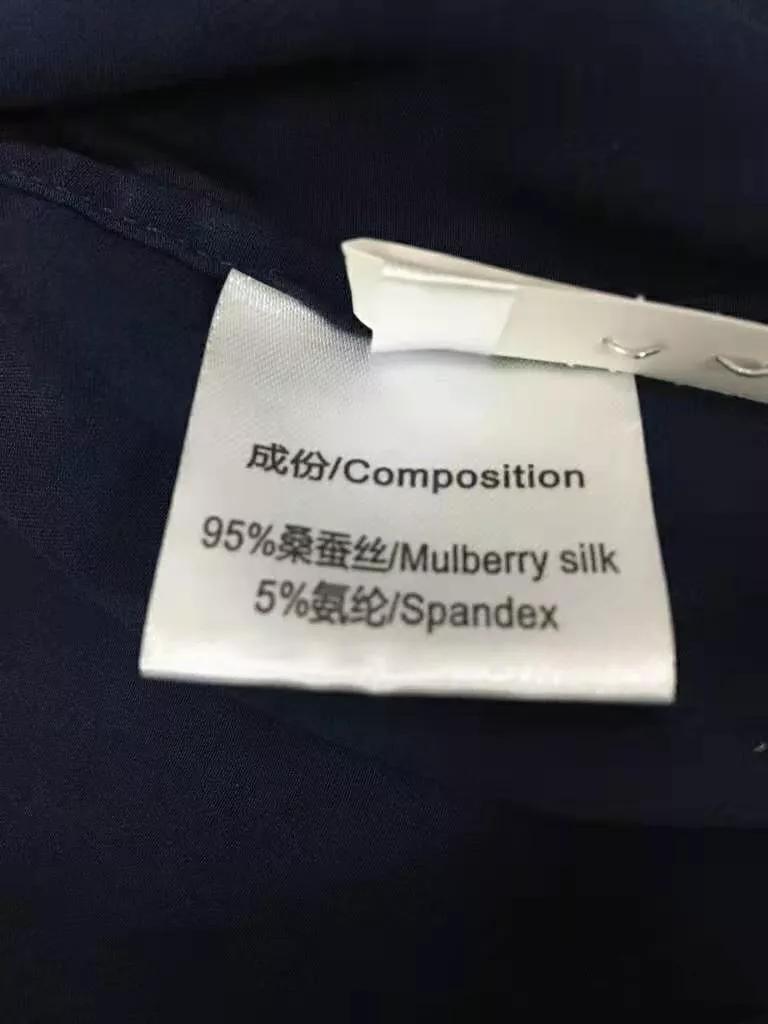 成份/Composition
95%桑蚕丝/Mulberry silk
5%氨纶/Spandex